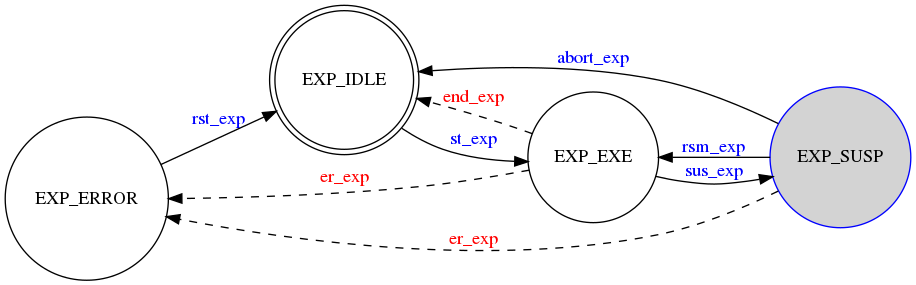 abort_exp
EXP_IDLE
end_exp
rst_exp
st_exp
rsm_exp
EXP_EXE
EXP_SUSP
sus_exp
er_exp
EXP_ERROR
er_exp